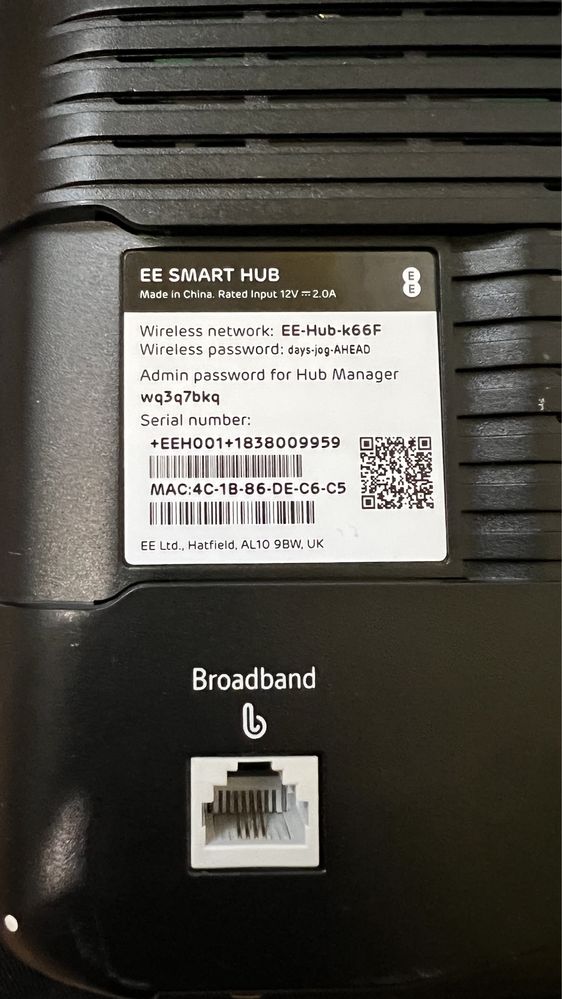 EE SMART HUB
Made in China. Rated Input 12V ⎓ 2.0A
E
E
Wireless network: EE-Hub-k66F
Wireless password: days-jog-AHEAD
Admin password for Hub Manager
wq3q7bkq
Serial number:
+EEH001+1838009959
MAC:4C-1B-86-DE-C6-C5
EE Ltd., Hatfield, AL10 9BW, UK
Broadband